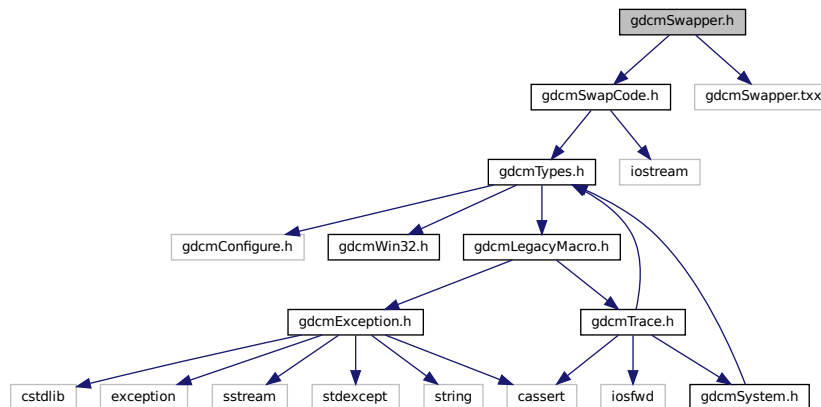 gdcmSwapper.h
gdcmSwapCode.h
gdcmSwapper.txx
gdcmTypes.h
iostream
gdcmConfigure.h
gdcmWin32.h
gdcmLegacyMacro.h
gdcmException.h
gdcmTrace.h
cstdlib
exception
sstream
stdexcept
string
cassert
iosfwd
gdcmSystem.h